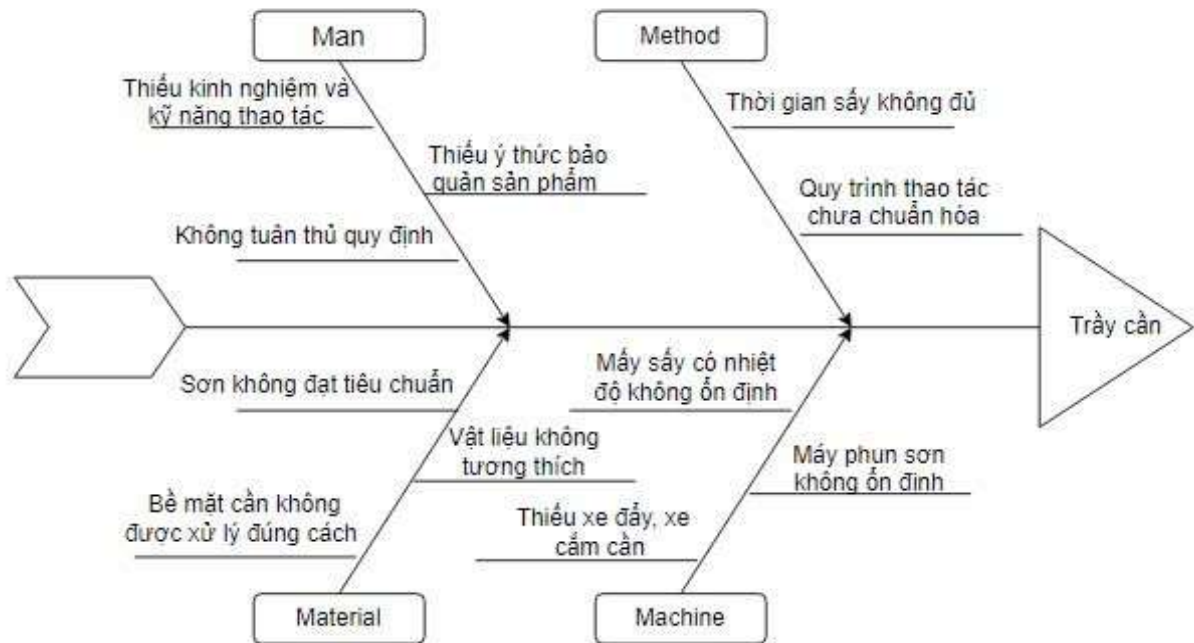 Man
Method
Thiếu kinh nghiệm và
kỹ năng thao tác
Thời gian sấy không đủ
Thiếu ý thức bảo
quản sản phẩm
Quy trình thao tác
chưa chuẩn hóa
Không tuân thủ quy định
Trầy cần
Sơn không đạt tiêu chuẩn
Mấy sấy có nhiệt
độ không ổn định
Vật liệu không
tương thích
Máy phun sơn
không ổn định
Bề mặt cần không
được xử lý đúng cách
Thiếu xe đẩy, xe
cắm cần
Material
Machine